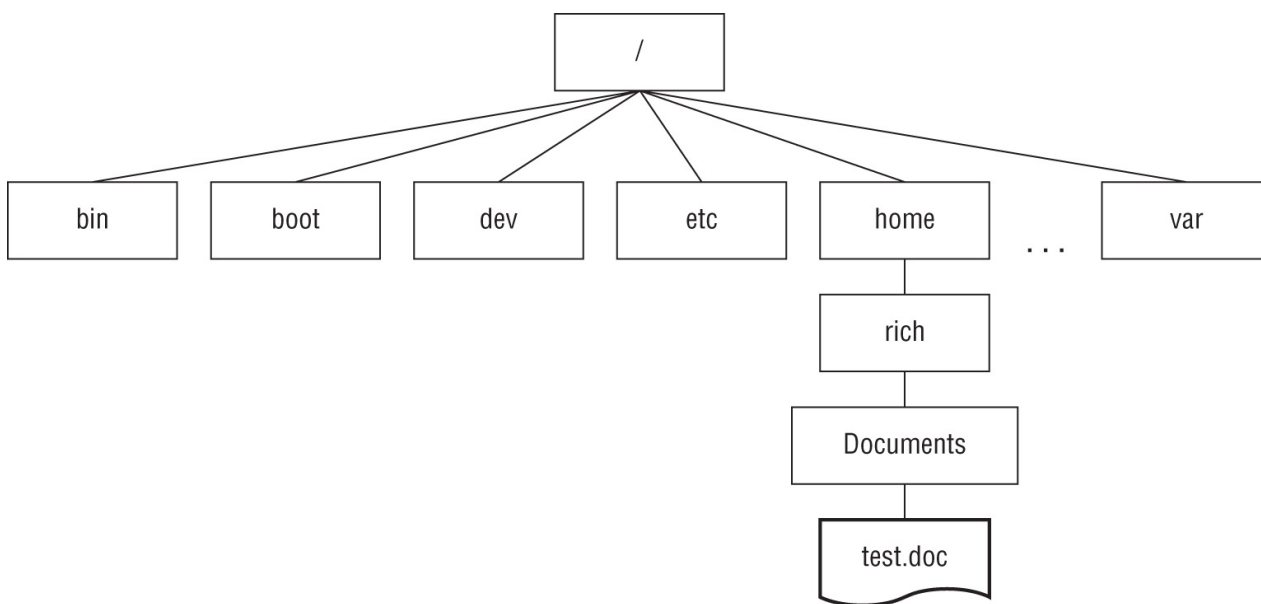 /
bin boot dev etc home ... var
rich
Documents
test.doc